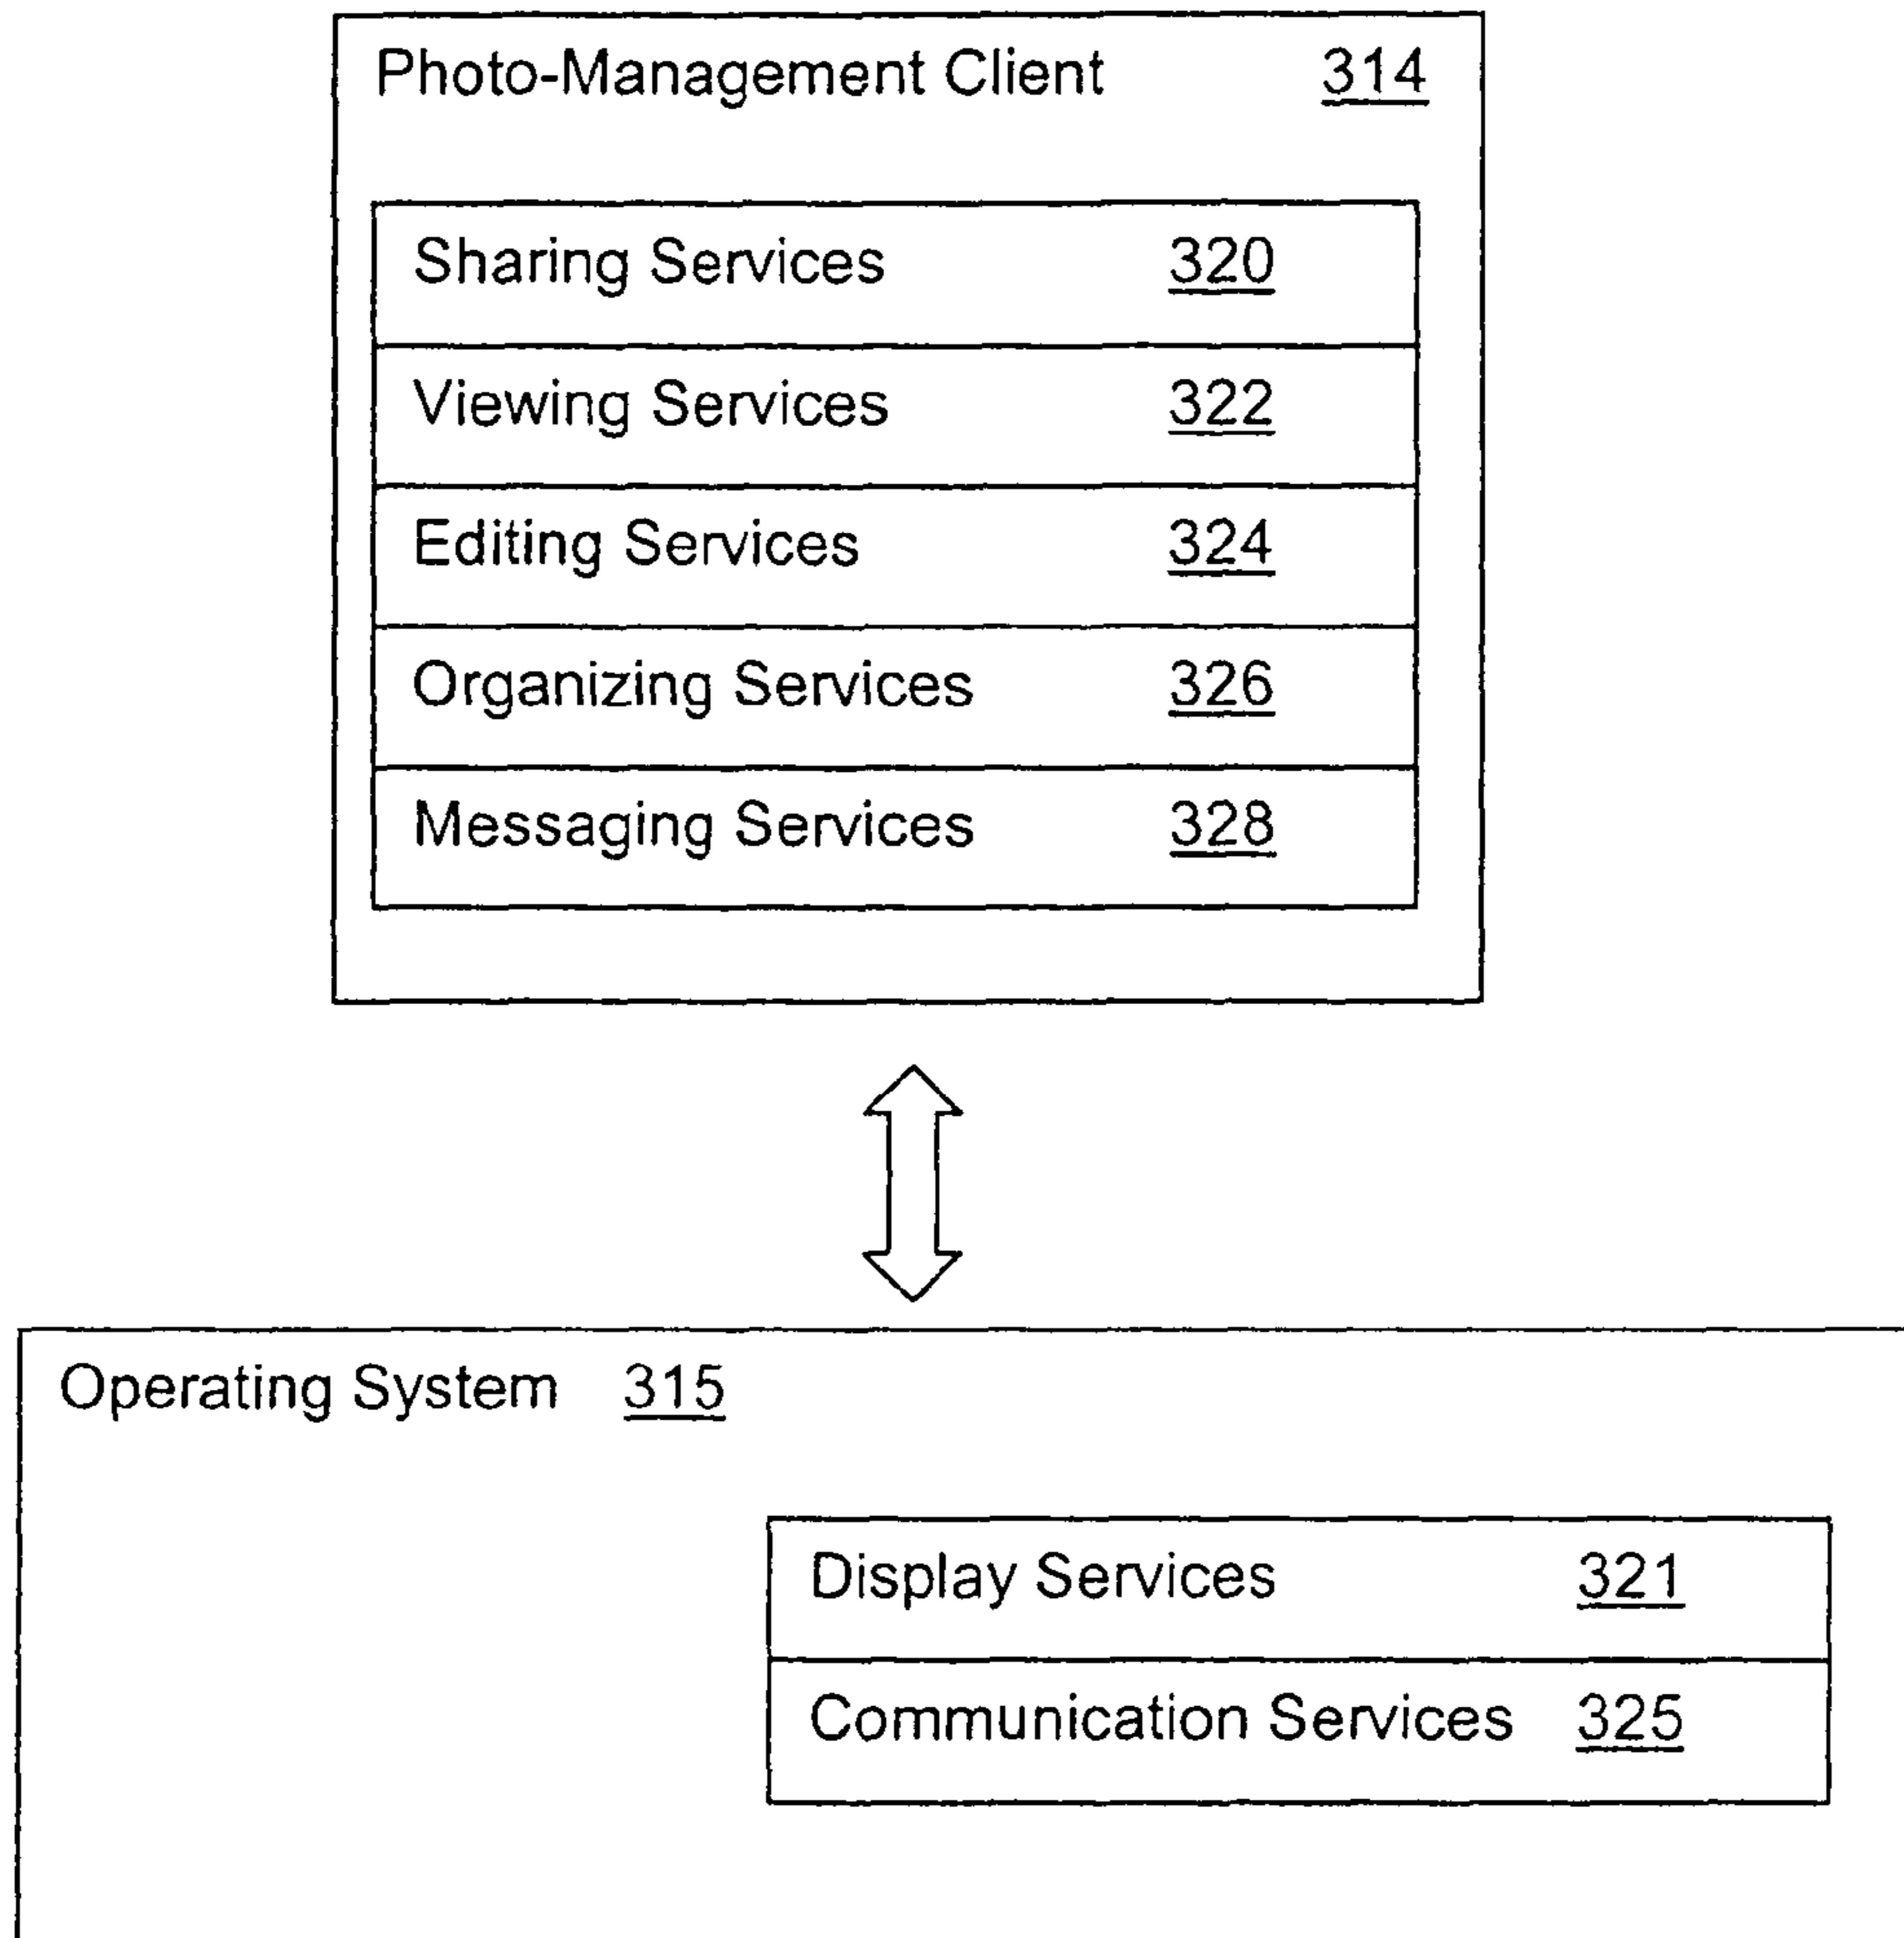 Photo-Management Client 314
Sharing Services 320
Viewing Services 322
Editing Services 324
Organizing Services 326
Messaging Services 328
Operating System 315
Display Services 321
Communication Services 325